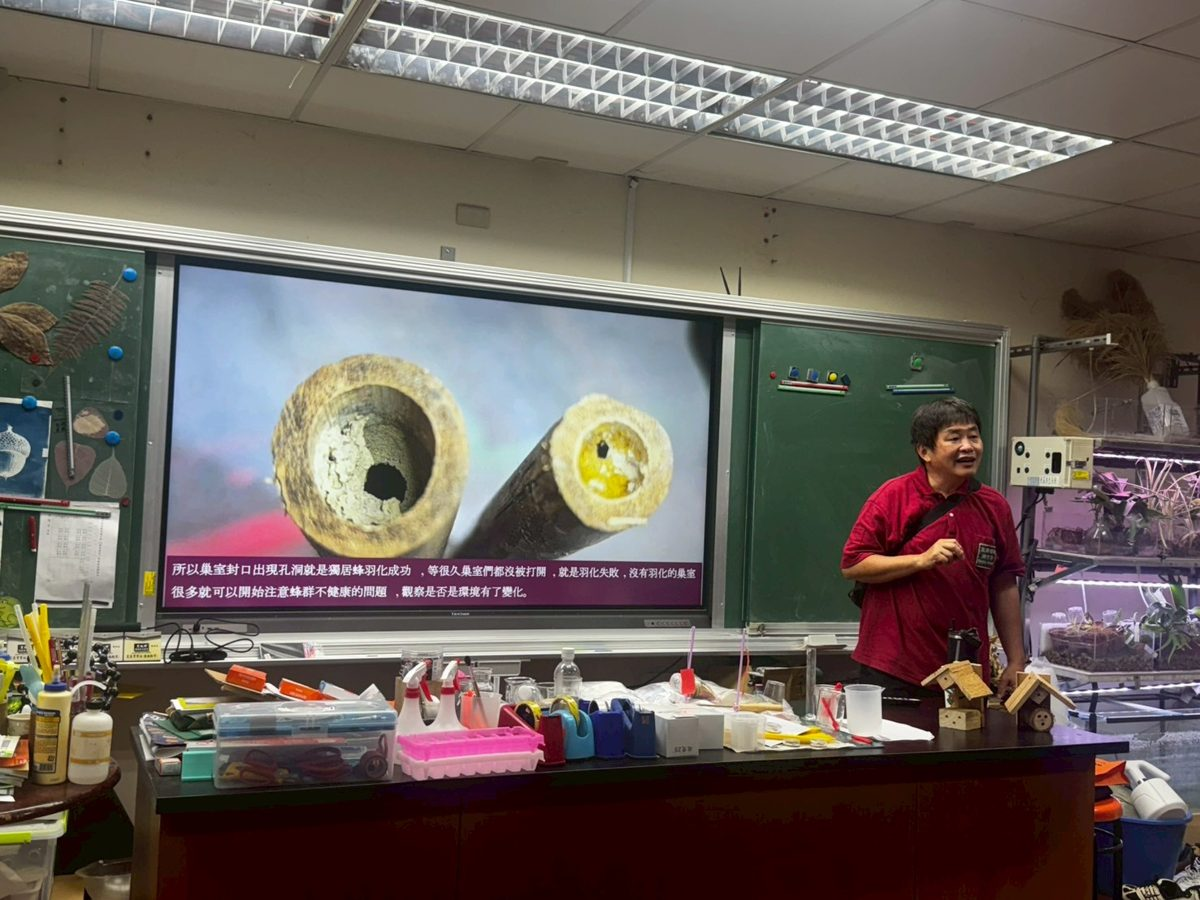 所以巢室封口出現孔洞就是獨居蜂羽化成功 ，等很久巢室們都沒被打開，就是羽化失敗，沒有羽化的巢室
很多就可以開始注意蜂群不健康的問題 ，觀察是否是環境有了變化。
ViewSonic